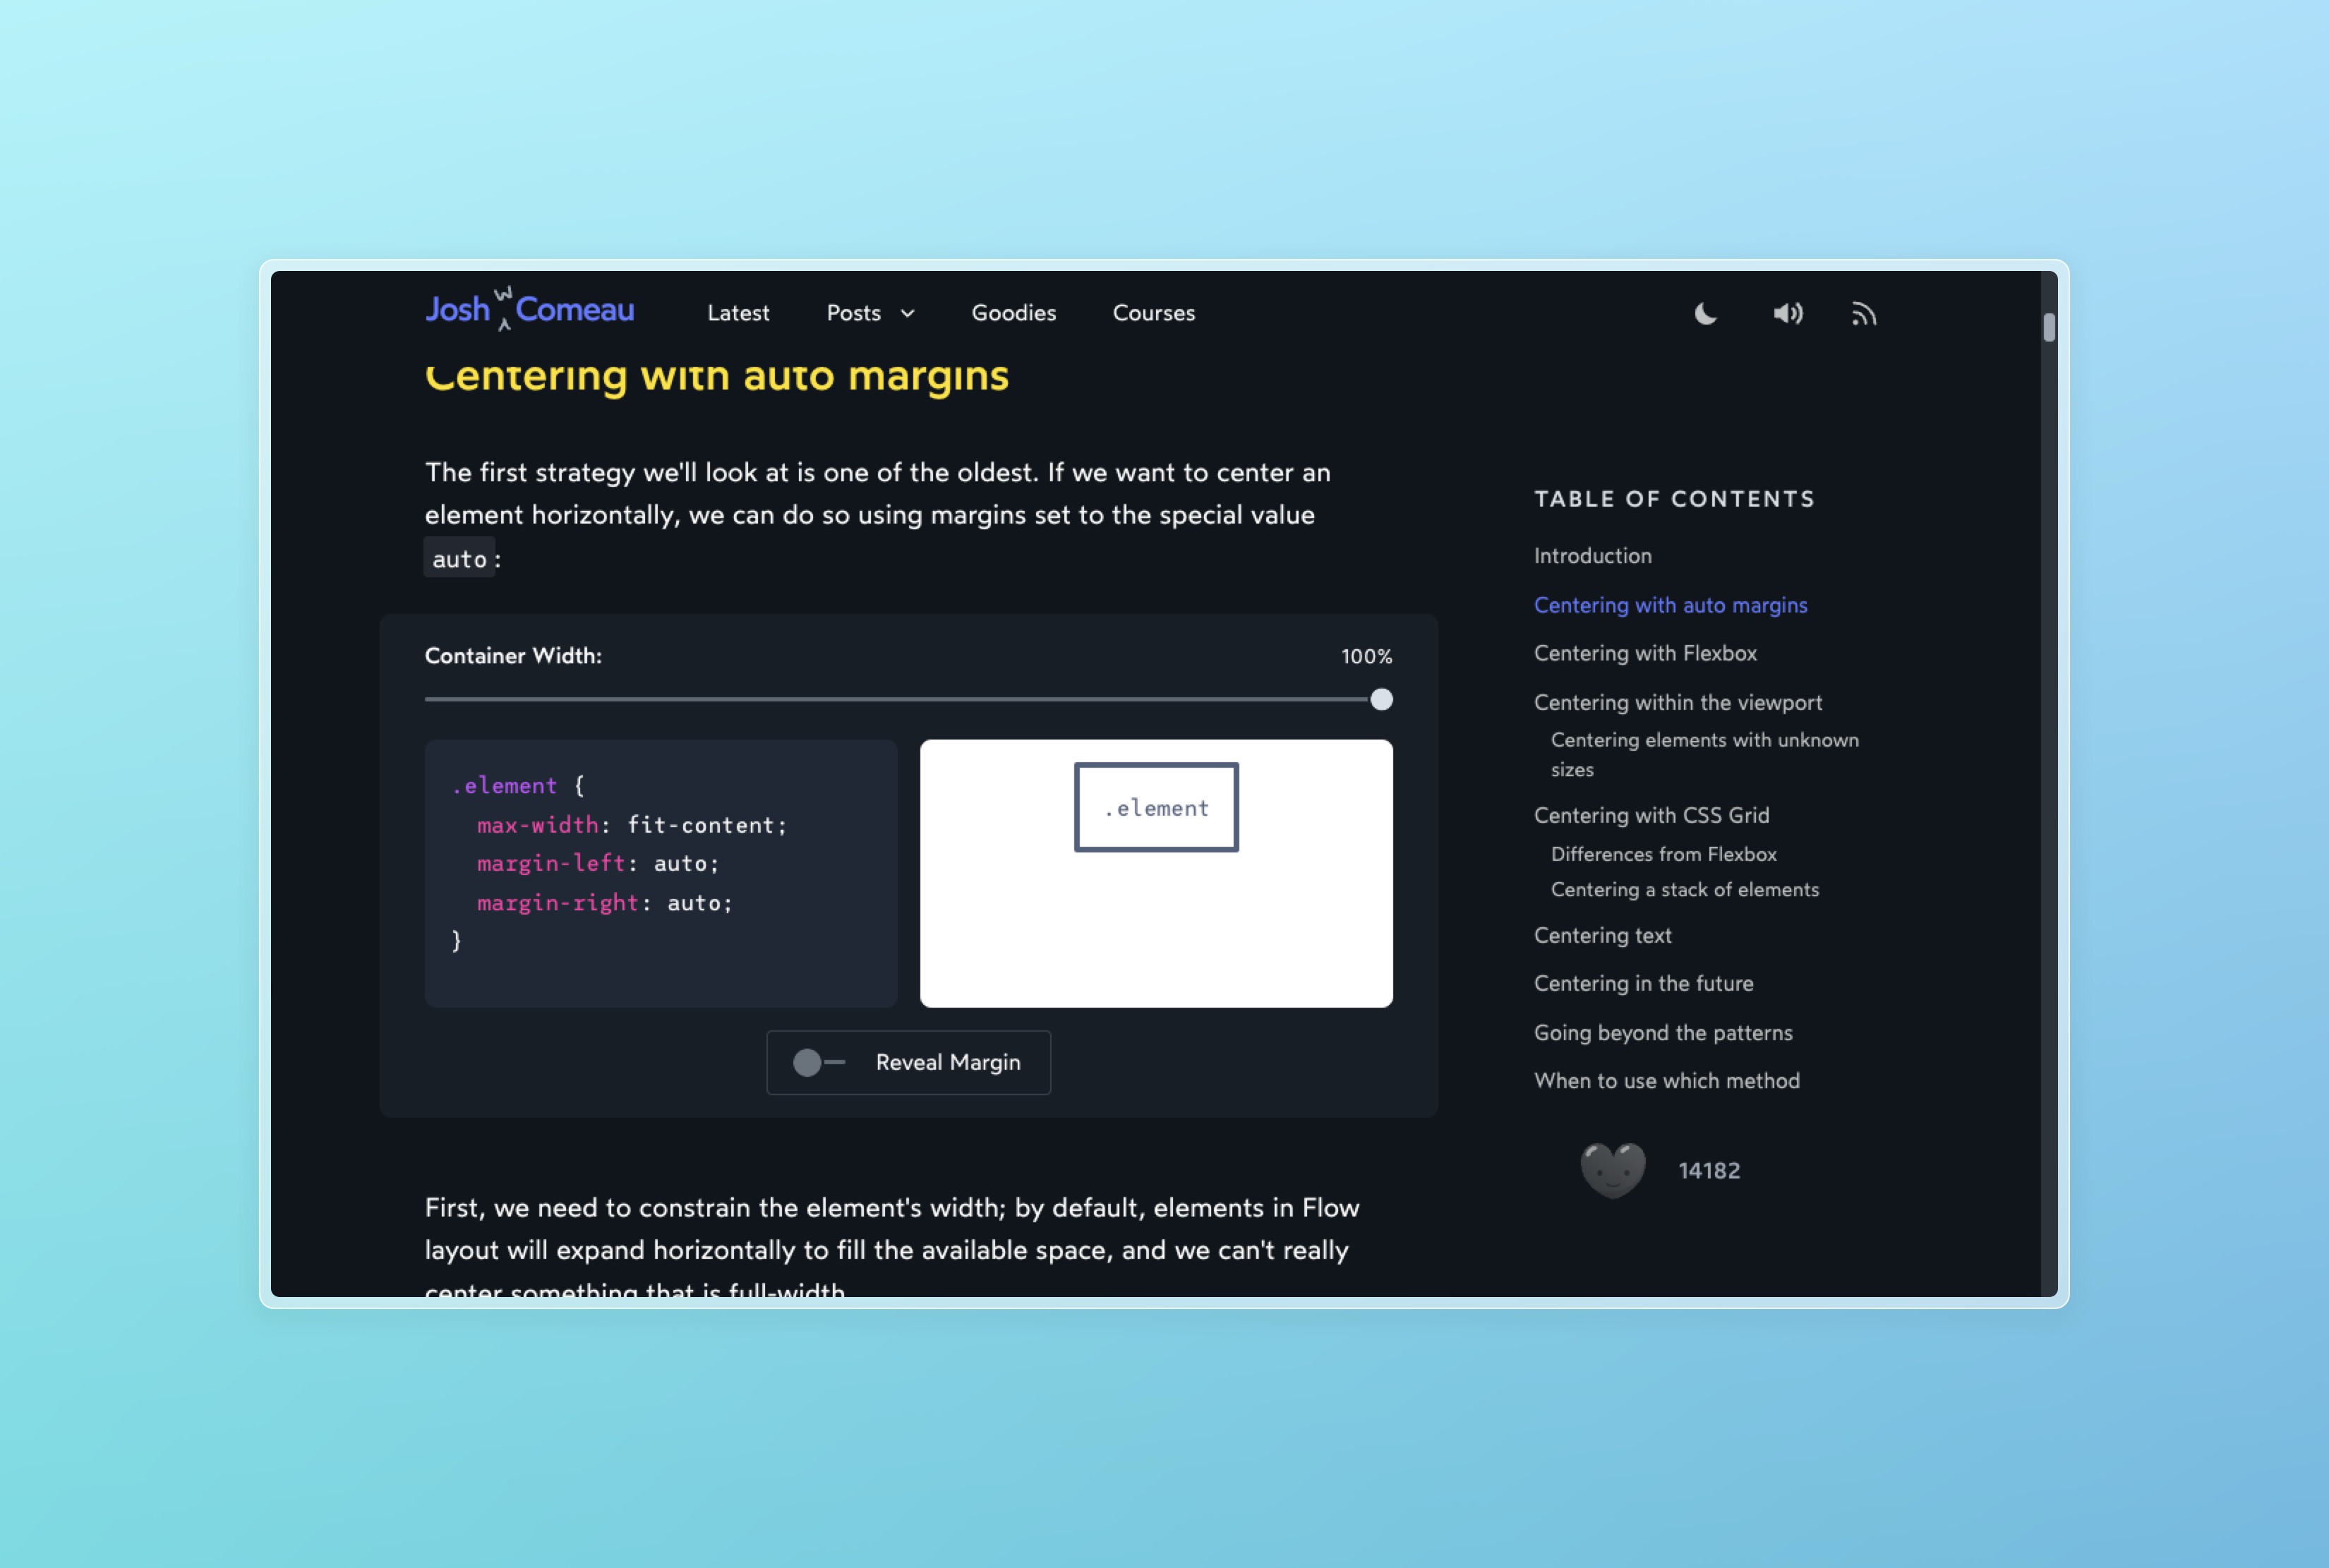 Josh W Comeau
Latest
Posts
Goodies
Courses
Centering with auto margins
The first strategy we'll look at is one of the oldest. If we want to center an
element horizontally, we can do so using margins set to the special value
auto:
Container Width:
100%
.element {
  max-width: fit-content;
  margin-left: auto;
  margin-right: auto;
}
.element
Reveal Margin
First, we need to constrain the element's width; by default, elements in Flow
layout will expand horizontally to fill the available space, and we can't really
center something that is full-width.
TABLE OF CONTENTS
Introduction
Centering with auto margins
Centering with Flexbox
Centering within the viewport
Centering elements with unknown
sizes
Centering with CSS Grid
Differences from Flexbox
Centering a stack of elements
Centering text
Centering in the future
Going beyond the patterns
When to use which method
14182